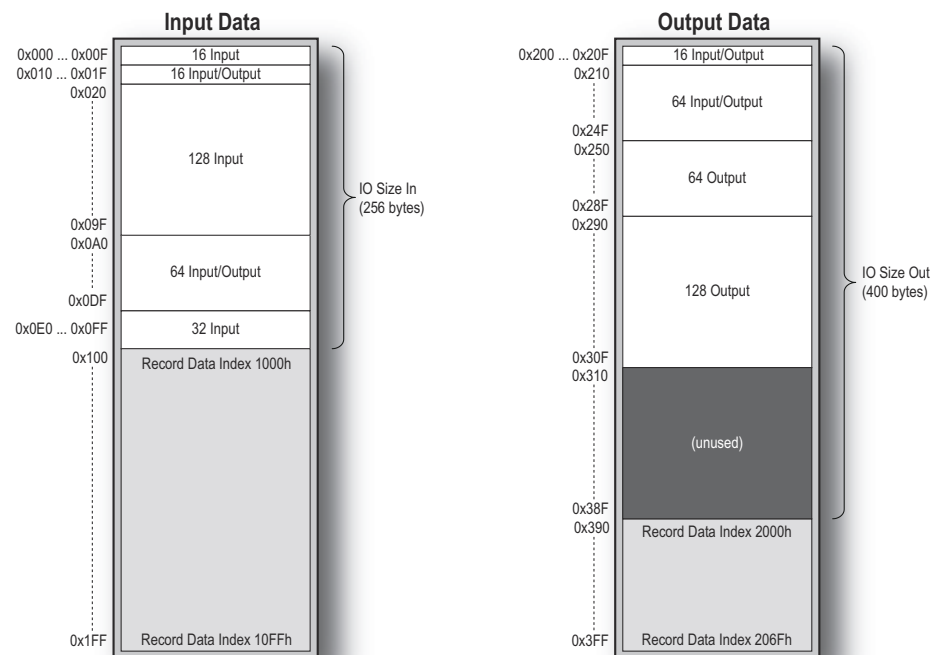 Input Data
0x000 ... 0x00F
16 Input
0x010 ... 0x01F
16 Input/Output
0x020
128 Input
0x09F
0x0A0
64 Input/Output
0x0DF
0x0E0 ... 0x0FF
32 Input
0x100
Record Data Index 1000h
0x1FF
Record Data Index 10FFh
IO Size In
(256 bytes)
Output Data
0x200 ... 0x20F
16 Input/Output
0x210
64 Input/Output
0x24F
0x250
64 Output
0x28F
0x290
128 Output
0x30F
0x310
(unused)
0x38F
0x390
Record Data Index 2000h
0x3FF
Record Data Index 206Fh
IO Size Out
(400 bytes)